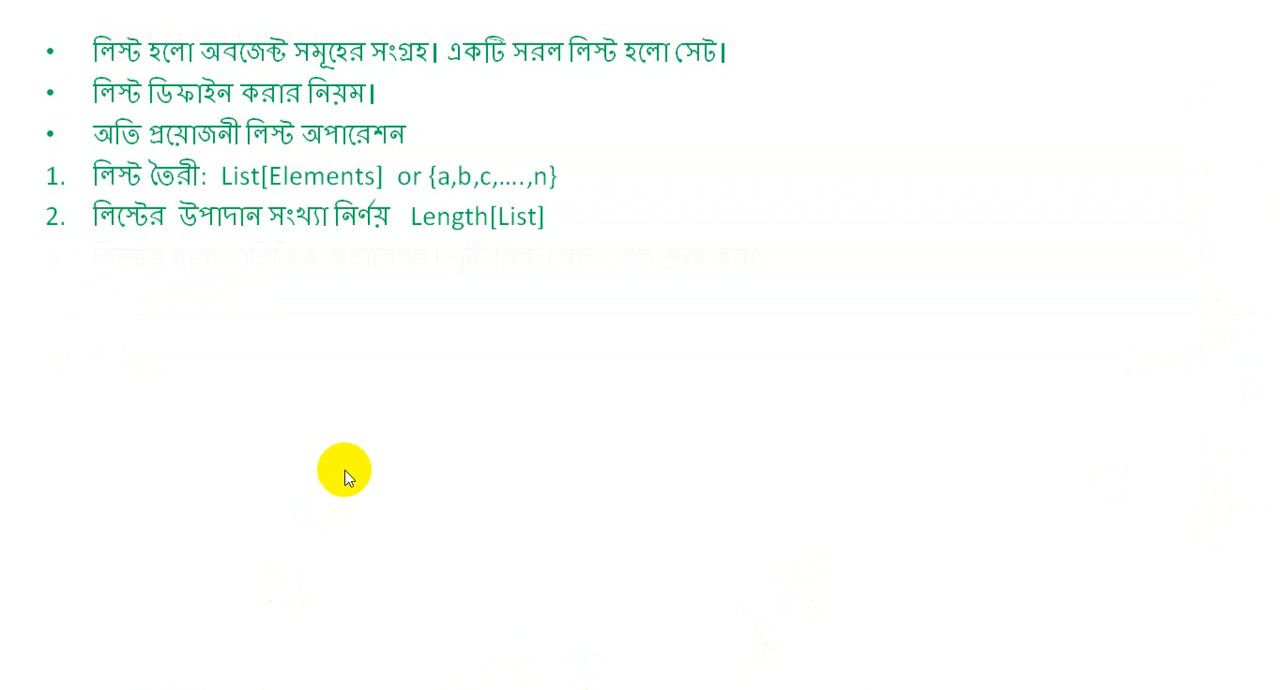 • লিস্ট হলো অবজেক্ট সমূহের সংগ্রহ। একটি সরল লিস্ট হলো সেট।
• লিস্ট ডিফাইন করার নিয়ম।
• অতি প্রয়োজনী লিস্ট অপারেশন
1. লিস্ট তৈরী: List[Elements] or {a,b,c,....,n}
2. লিস্টের উপাদান সংখ্যা নির্ণয় Length[List]